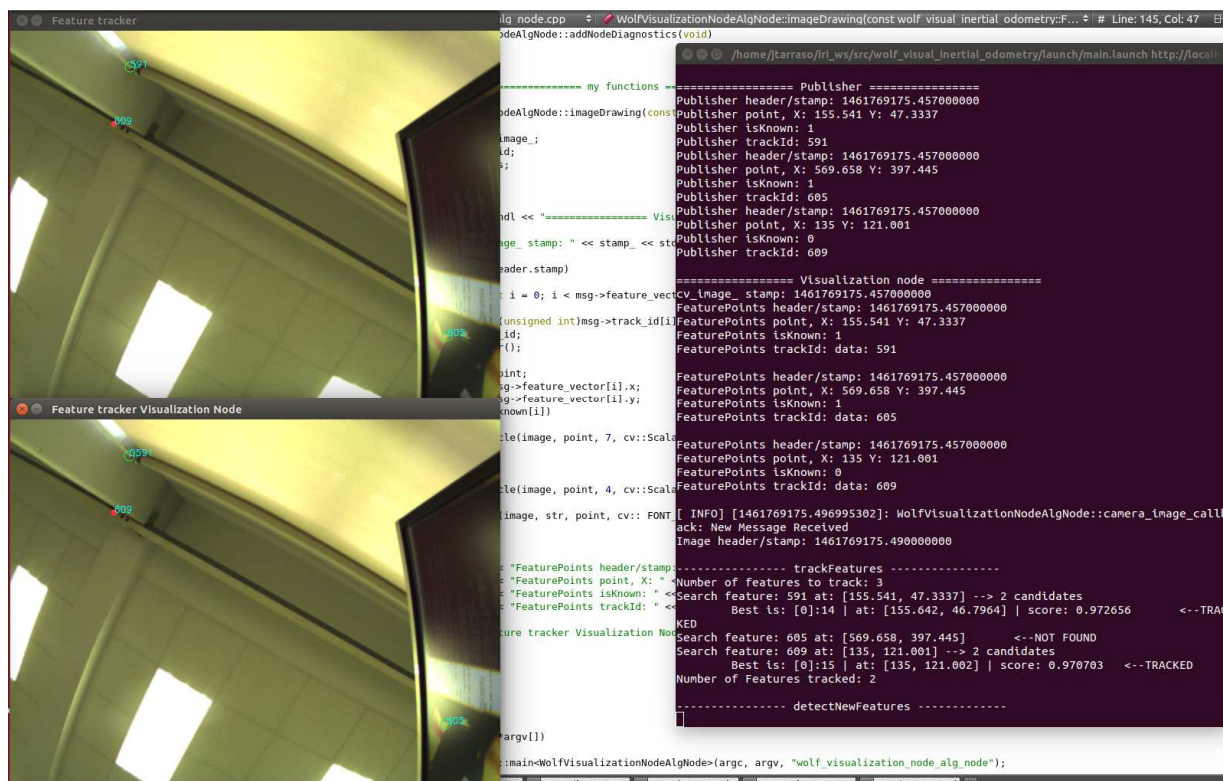 Feature tracker
591
609
605
Feature tracker Visualization Node
591
609
605
alg_node.cpp
WolfVisualizationNodeAlgNode::imageDrawing(const wolf_visual_inertial_odometry::F...
# Line: 145, Col: 47
odeAlgNode::addNodeDiagnostics(void)
============== my functions ==
odeAlgNode::imageDrawing(const
image_;
id;
s;
ndl << "================= Visu
age_ stamp: " << stamp_ << std
eader.stamp)
t i = 0; i < msg->feature_vect
(unsigned int)msg->track_id[i]
_id;
r();
oint;
sg->feature_vector[i].x;
sg->feature_vector[i].y;
known[i])
cle(image, point, 7, cv::Scala
cle(image, point, 4, cv::Scala
(image, str, point, cv:: FONT_
< "FeaturePoints header/stamp:
< "FeaturePoints point, X: " <
< "FeaturePoints isKnown: " <<
< "FeaturePoints trackId: " <<
ture tracker Visualization Nod
*argv[])
::main<WolfVisualizationNodeAlgNode>(argc, argv, "wolf_visualization_node_alg_node");
/home/jtarraso/iri_ws/src/wolf_visual_inertial_odometry/launch/main.launch http://local
================= Publisher ================
Publisher header/stamp: 1461769175.457000000
Publisher point, X: 155.541 Y: 47.3337
Publisher isKnown: 1
Publisher trackId: 591
Publisher header/stamp: 1461769175.457000000
Publisher point, X: 569.658 Y: 397.445
Publisher isKnown: 1
Publisher trackId: 605
Publisher header/stamp: 1461769175.457000000
Publisher point, X: 135 Y: 121.001
Publisher isKnown: 0
Publisher trackId: 609
================= Visualization node ================
cv_image_ stamp: 1461769175.457000000
FeaturePoints header/stamp: 1461769175.457000000
FeaturePoints point, X: 155.541 Y: 47.3337
FeaturePoints isKnown: 1
FeaturePoints trackId: data: 591
FeaturePoints header/stamp: 1461769175.457000000
FeaturePoints point, X: 569.658 Y: 397.445
FeaturePoints isKnown: 1
FeaturePoints trackId: data: 605
FeaturePoints header/stamp: 1461769175.457000000
FeaturePoints point, X: 135 Y: 121.001
FeaturePoints isKnown: 0
FeaturePoints trackId: data: 609
[ INFO] [1461769175.496995302]: WolfVisualizationNodeAlgNode::camera_image_callb
ack: New Message Received
Image header/stamp: 1461769175.490000000
---------------- trackFeatures ----------------
Number of features to track: 3
Search feature: 591 at: [155.541, 47.3337] --> 2 candidates
Best is: [0]:14 | at: [155.642, 46.7964] | score: 0.972656 <--TRAC
KED
Search feature: 605 at: [569.658, 397.445] <--NOT FOUND
Search feature: 609 at: [135, 121.001] --> 2 candidates
Best is: [0]:15 | at: [135, 121.002] | score: 0.970703 <--TRACKED
Number of Features tracked: 2
---------------- detectNewFeatures -------------